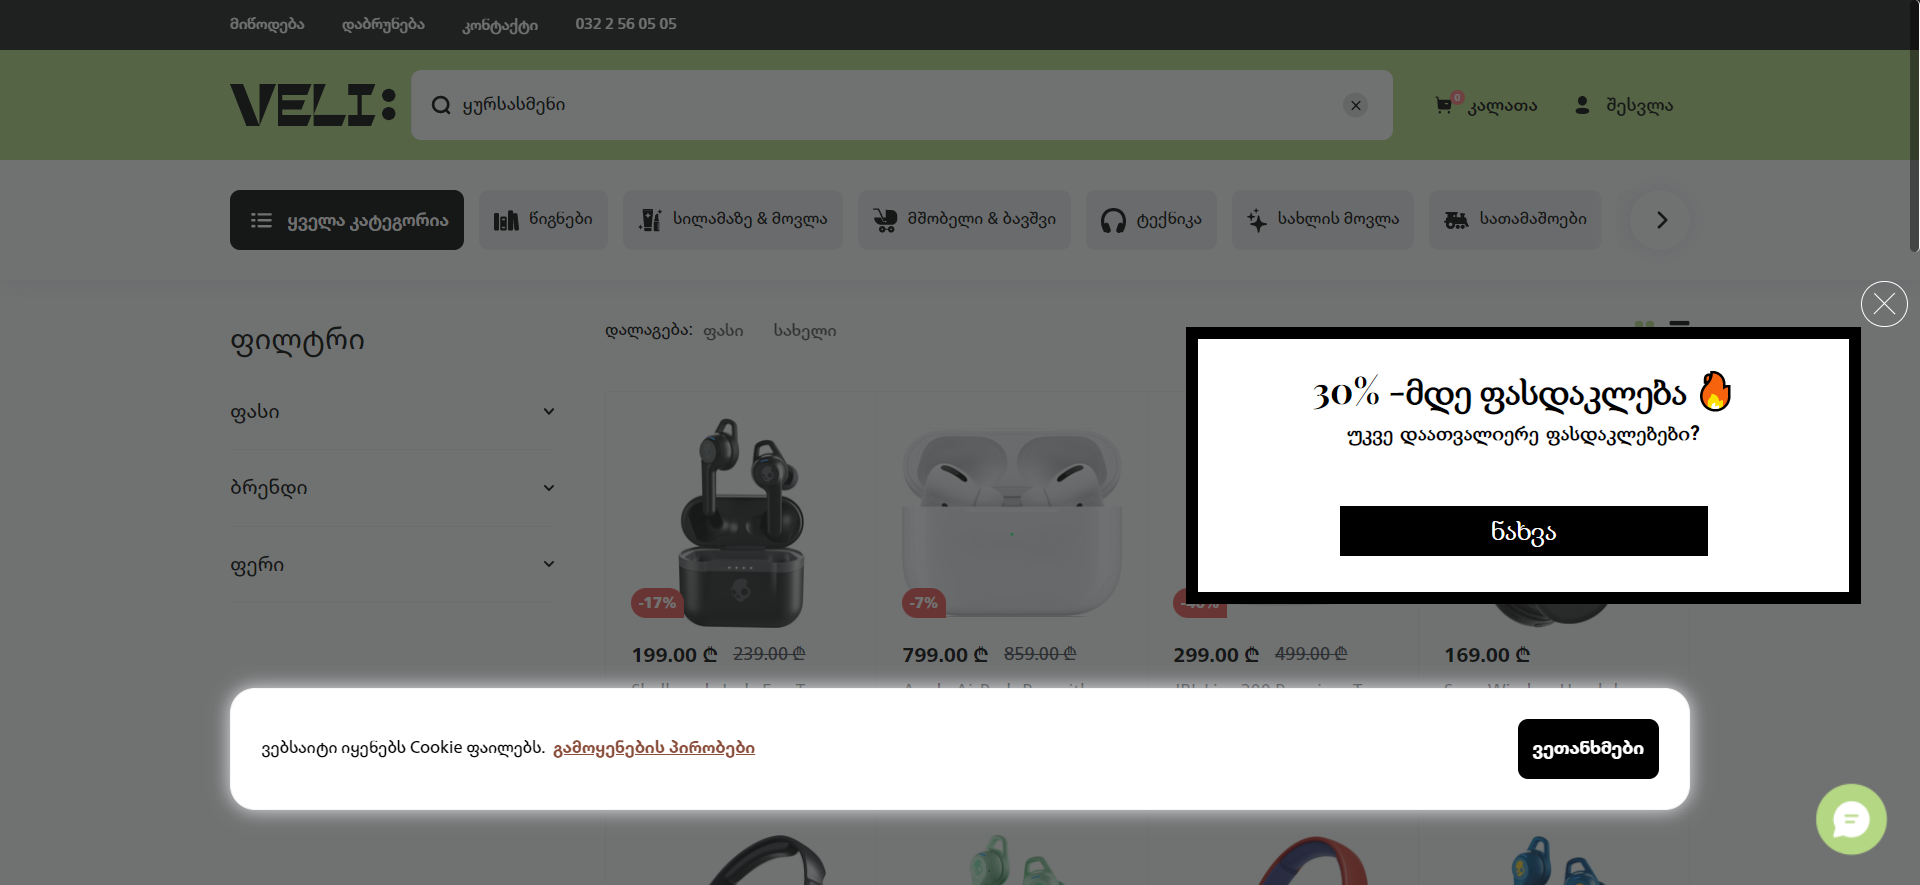 მიწოდება დაბრუნება კონტაქტი 032 2 56 05 05
VELI:
ყურსასმენი
0 კალათა შესვლა
ყველა კატეგორია წიგნები სილამაზე & მოვლა მშობელი & ბავშვი ტექნიკა სახლის მოვლა სათამაშოები
ფილტრი
ფასი
ბრენდი
ფერი
დალაგება: ფასი სახელი
30% -მდე ფასდაკლება
უკვე დაათვალიერე ფასდაკლებები?
ნახვა
-17% -7%
199.00 ₾ 239.00 ₾ 799.00 ₾ 859.00 ₾ 299.00 ₾ 499.00 ₾ 169.00 ₾
ვებსაიტი იყენებს Cookie ფაილებს. გამოყენების პირობები
ვეთანხმები